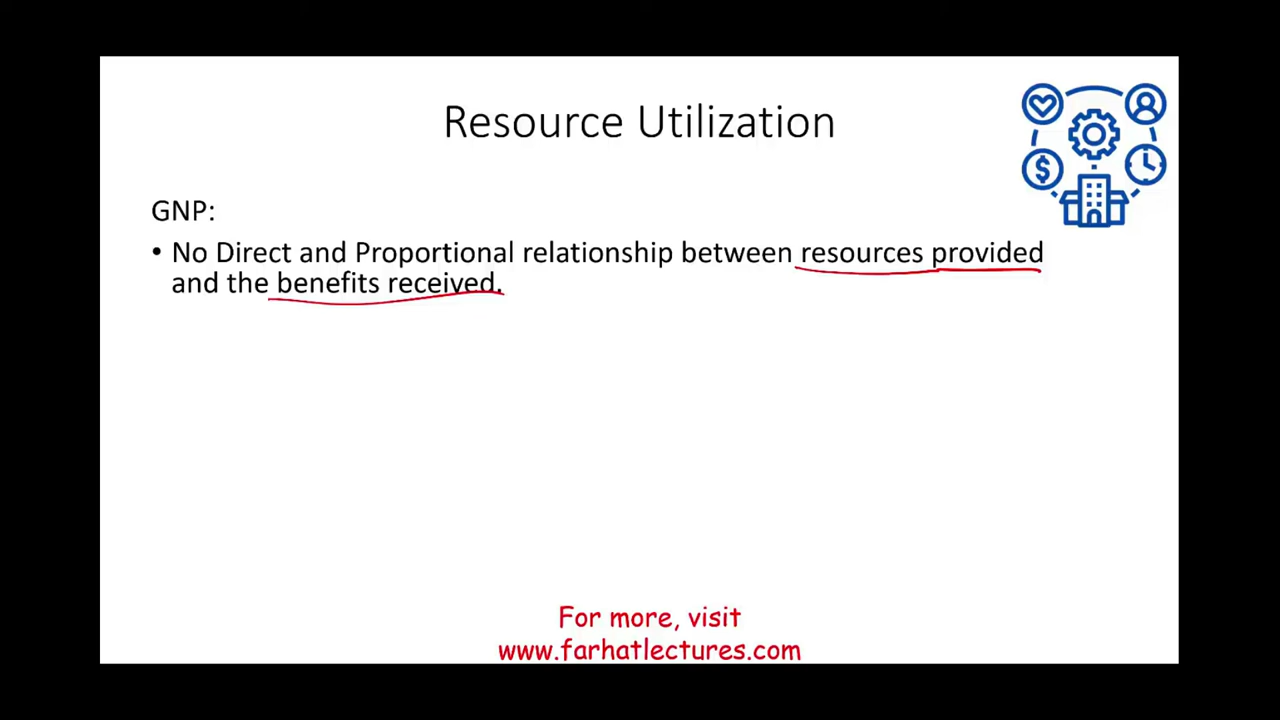 Resource Utilization
GNP:
• No Direct and Proportional relationship between resources provided
and the benefits received.
For more, visit
www.farhatlectures.com